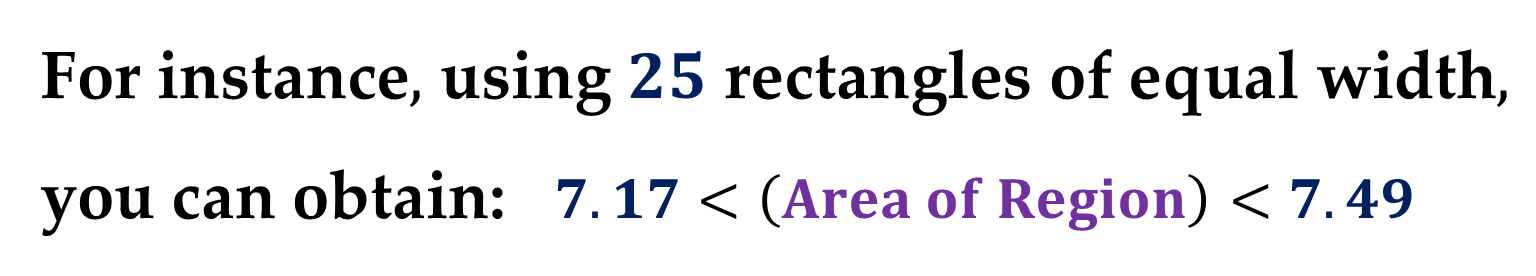 For instance, using 25 rectangles of equal width,
you can obtain: 7.17 < (Area of Region) < 7.49